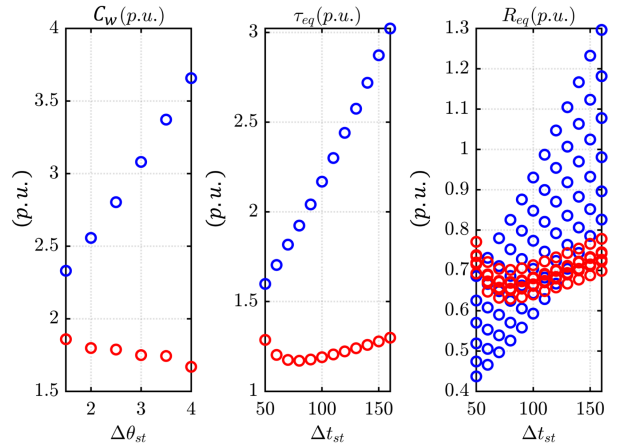 C_w(p.u.) τ_eq(p.u.) R_eq(p.u.)
4 3 1.3
1.2
3.5 1.1
2.5 1
3 0.9
(p.u.) (p.u.) (p.u.)
2 0.8
2.5 0.7
0.6
2 1.5
0.5
1.5 1 0.4
2 3 4 50 100 150 50 100 150
Δθ_st Δt_st Δt_st